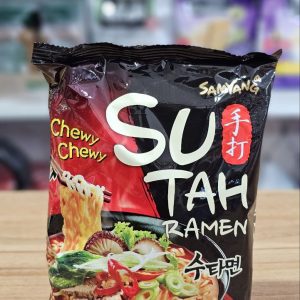 SAMYANG
Chewy
Chewy
SU
手打
TAH
RAMEN
수타면